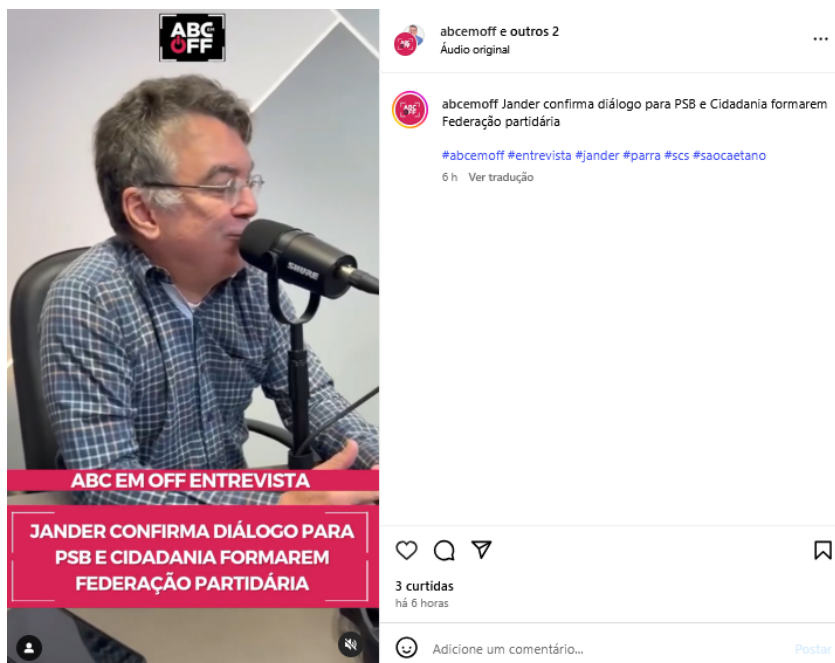 ABC EM
OFF
SHURE
ABC EM OFF ENTREVISTA
JANDER CONFIRMA DIÁLOGO PARA
PSB E CIDADANIA FORMAREM
FEDERAÇÃO PARTIDÁRIA
abcemoff e outros 2
Áudio original
abcemoff Jander confirma diálogo para PSB e Cidadania formarem
Federação partidária
#abcemoff #entrevista #jander #parra #scs #saocaetano
6 h Ver tradução
3 curtidas
há 6 horas
Adicione um comentário...
Postar